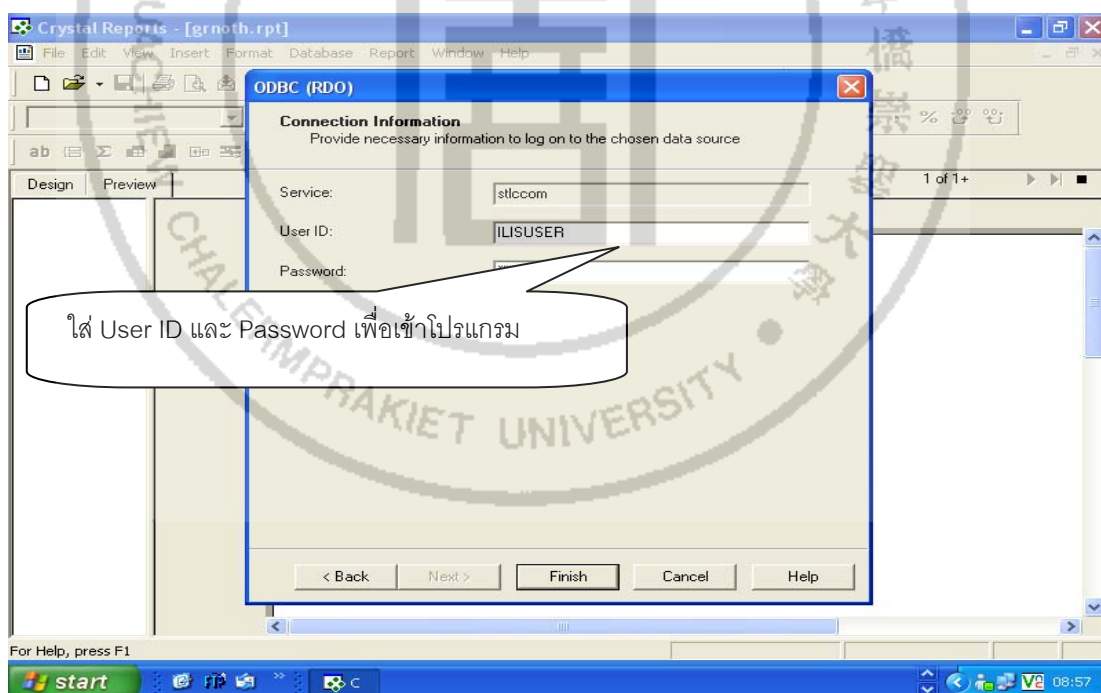 Crystal Reports - [grnoth.rpt]
File Edit View Insert Format Database Report Window Help
ODBC (RDO)
Connection Information
Provide necessary information to log on to the chosen data source
Design Preview
1 of 1+
Service: stlccom
User ID: ILISUSER
Password:
ใส่ User ID และ Password เพื่อเข้าโปรแกรม
CHALERMPRAKIET UNIVERSITY
< Back Next > Finish Cancel Help
For Help, press F1
start C 08:57